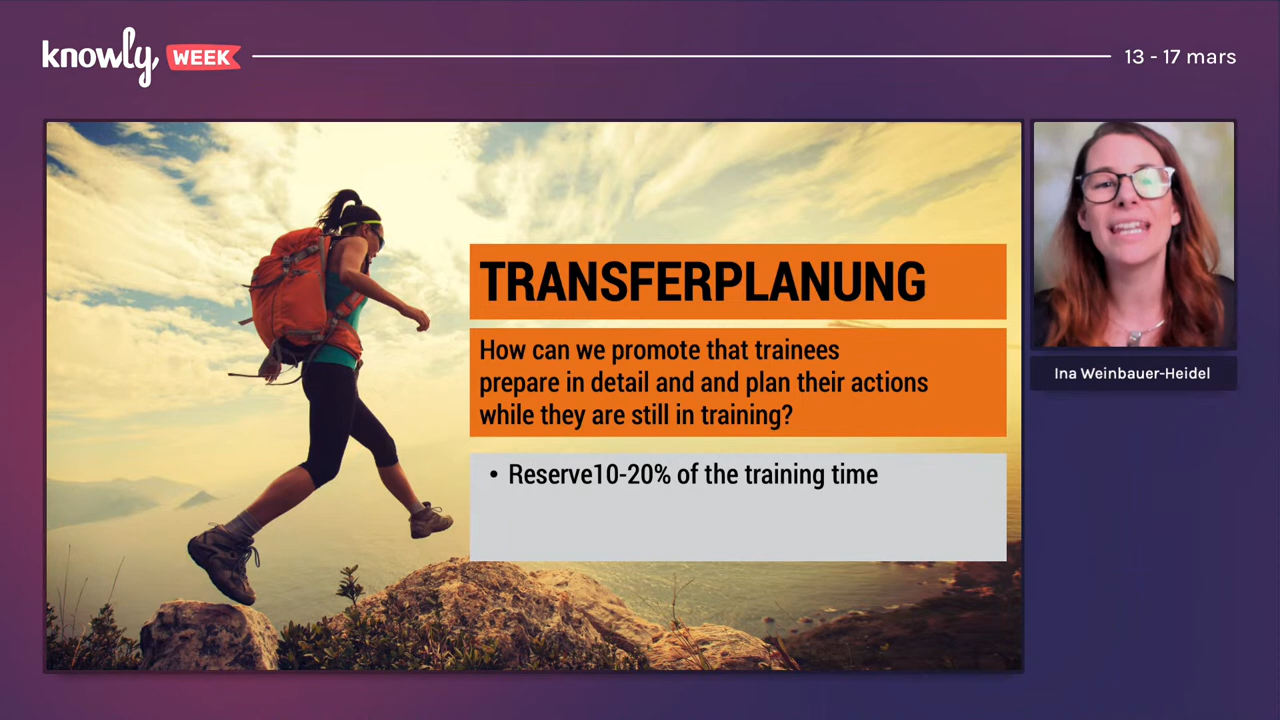 knowly WEEK 13 - 17 mars
TRANSFERPLANUNG
How can we promote that trainees
prepare in detail and and plan their actions
while they are still in training?
• Reserve10-20% of the training time
Ina Weinbauer-Heidel